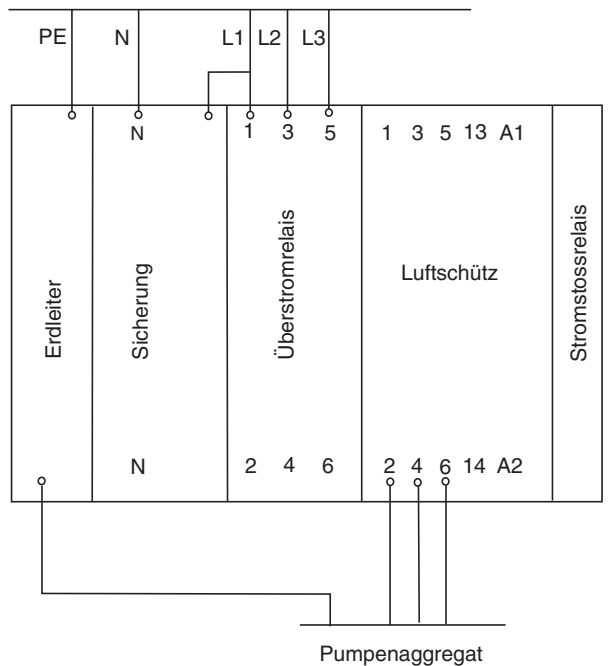 PE N L1 L2 L3
N 1 3 5 1 3 5 13 A1
Erdleiter
Sicherung
Überstromrelais
Luftschütz
Stromstossrelais
N 2 4 6 2 4 6 14 A2
Pumpenaggregat